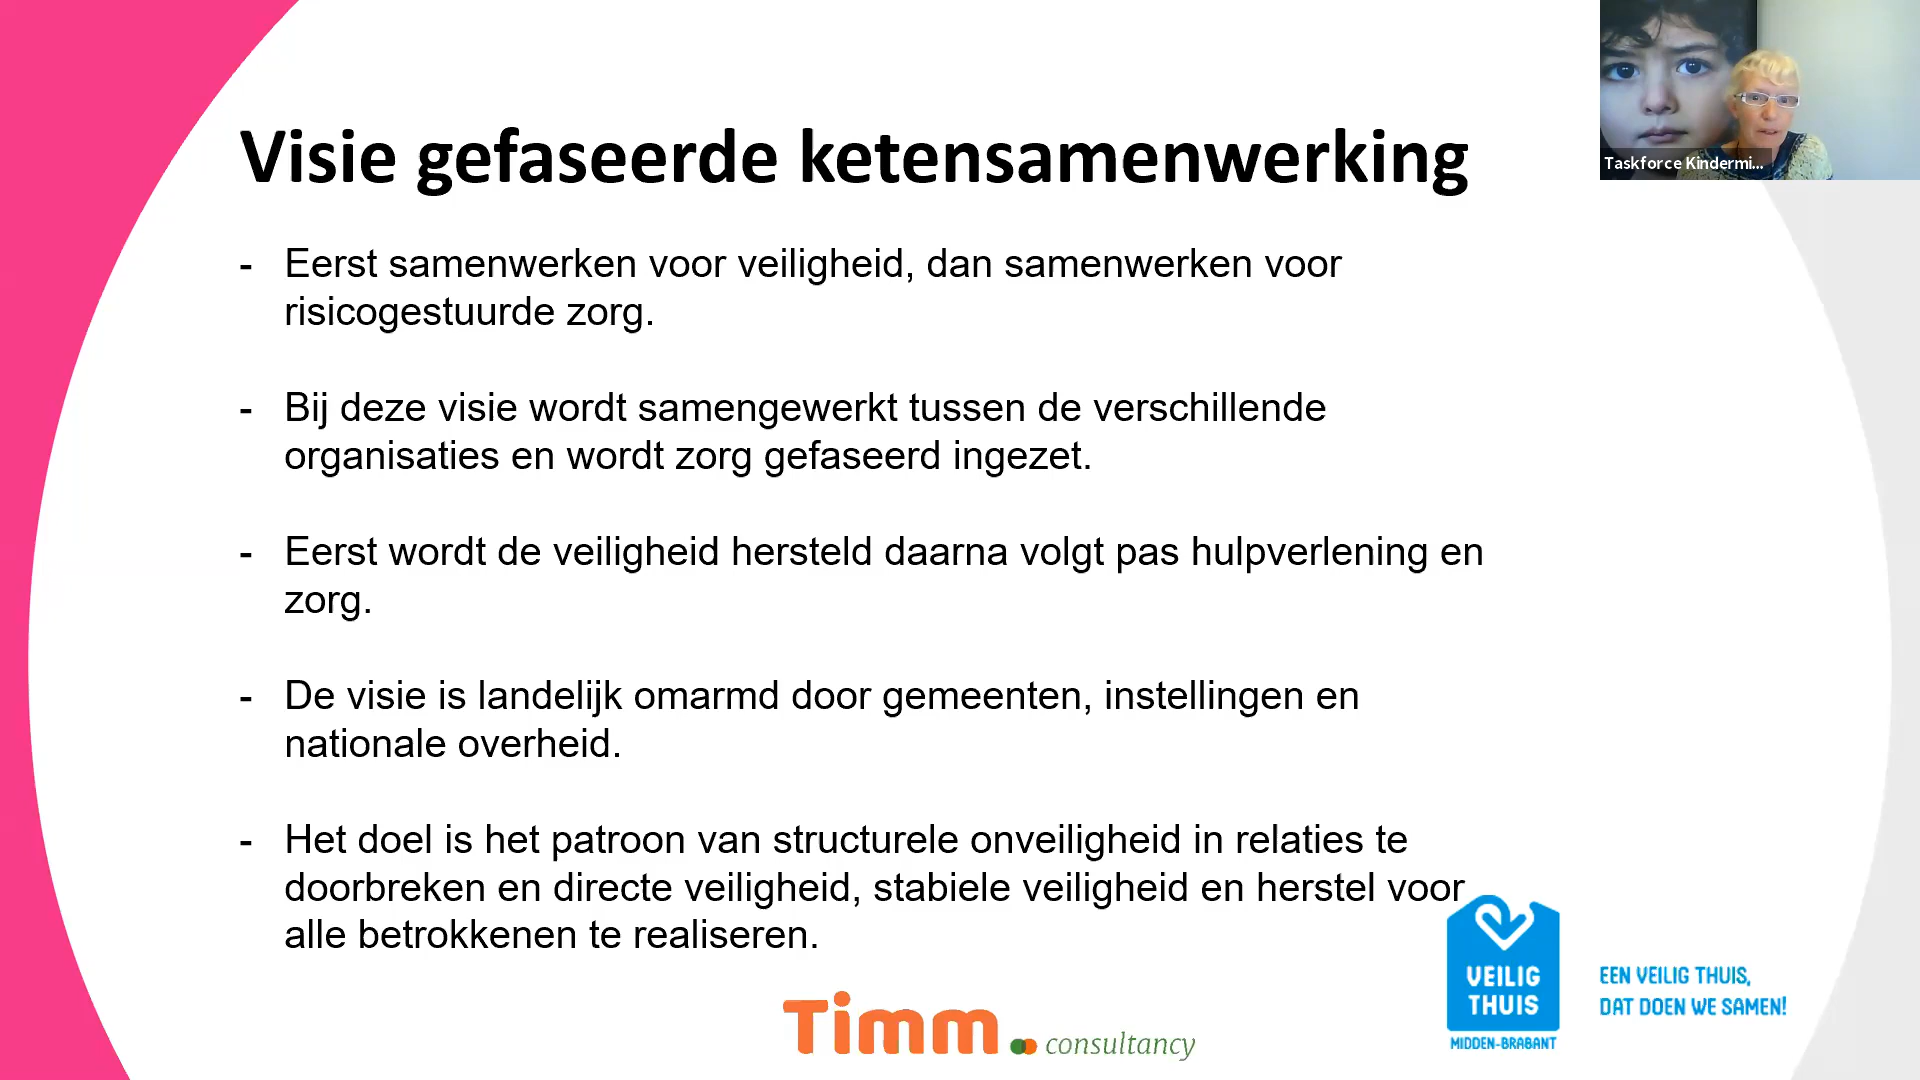 Visie gefaseerde ketensamenwerking
Taskforce Kindermi...
- Eerst samenwerken voor veiligheid, dan samenwerken voor
risicogestuurde zorg.
- Bij deze visie wordt samengewerkt tussen de verschillende
organisaties en wordt zorg gefaseerd ingezet.
- Eerst wordt de veiligheid hersteld daarna volgt pas hulpverlening en
zorg.
- De visie is landelijk omarmd door gemeenten, instellingen en
nationale overheid.
- Het doel is het patroon van structurele onveiligheid in relaties te
doorbreken en directe veiligheid, stabiele veiligheid en herstel voor
alle betrokkenen te realiseren.
Timm consultancy
VEILIG
THUIS
MIDDEN-BRABANT
EEN VEILIG THUIS,
DAT DOEN WE SAMEN!